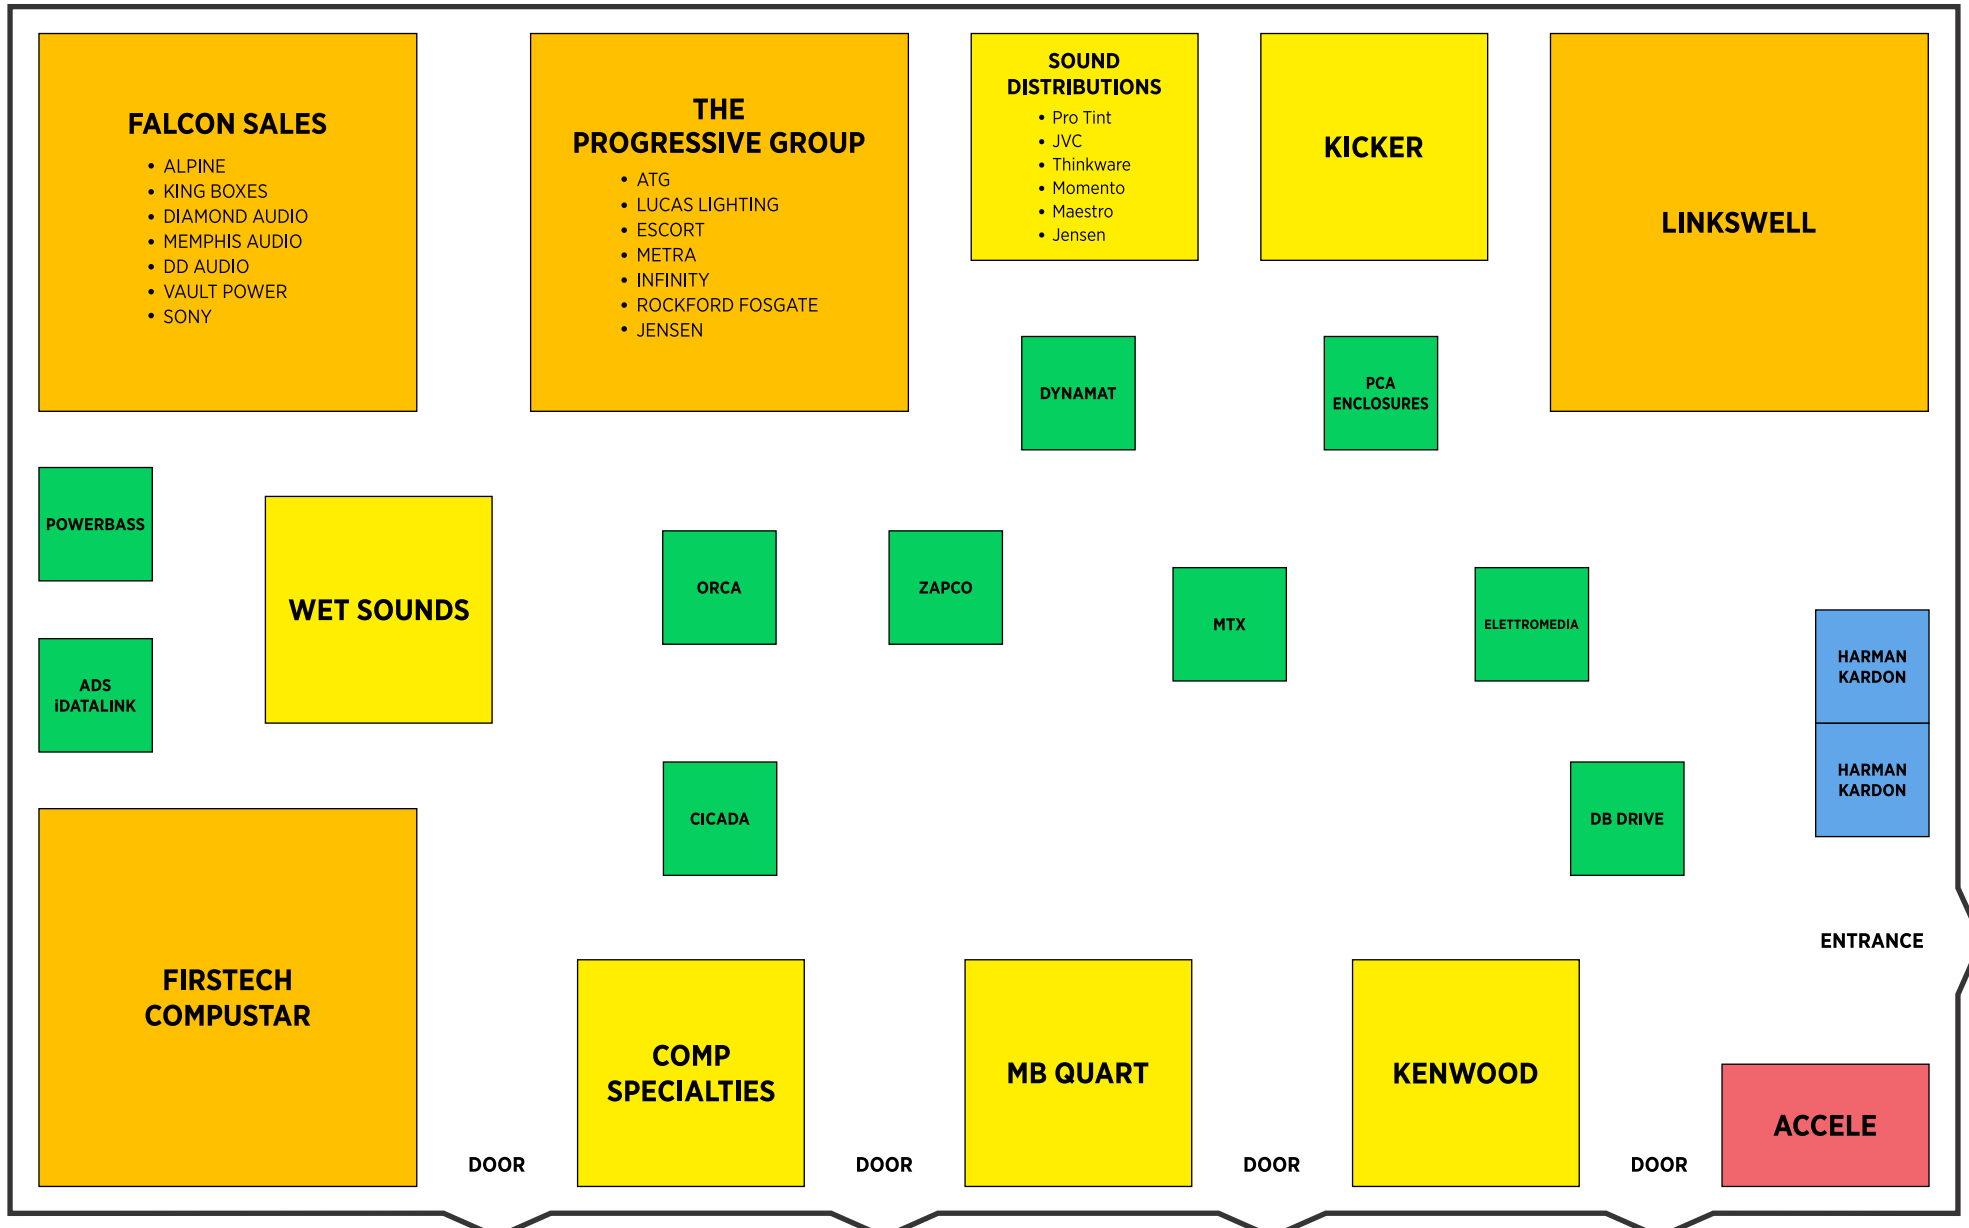 FALCON SALES
• ALPINE
• KING BOXES
• DIAMOND AUDIO
• MEMPHIS AUDIO
• DD AUDIO
• VAULT POWER
• SONY
THE
PROGRESSIVE GROUP
• ATG
• LUCAS LIGHTING
• ESCORT
• METRA
• INFINITY
• ROCKFORD FOSGATE
• JENSEN
SOUND
DISTRIBUTIONS
• Pro Tint
• JVC
• Thinkware
• Momento
• Maestro
• Jensen
KICKER
LINKSWELL
DYNAMAT
PCA
ENCLOSURES
POWERBASS
WET SOUNDS
ORCA
ZAPCO
MTX
ELETTROMEDIA
HARMAN
KARDON
ADS
iDATALINK
HARMAN
KARDON
CICADA
DB DRIVE
ENTRANCE
FIRSTECH
COMPUSTAR
COMP
SPECIALTIES
MB QUART
KENWOOD
ACCELE
DOOR
DOOR
DOOR
DOOR